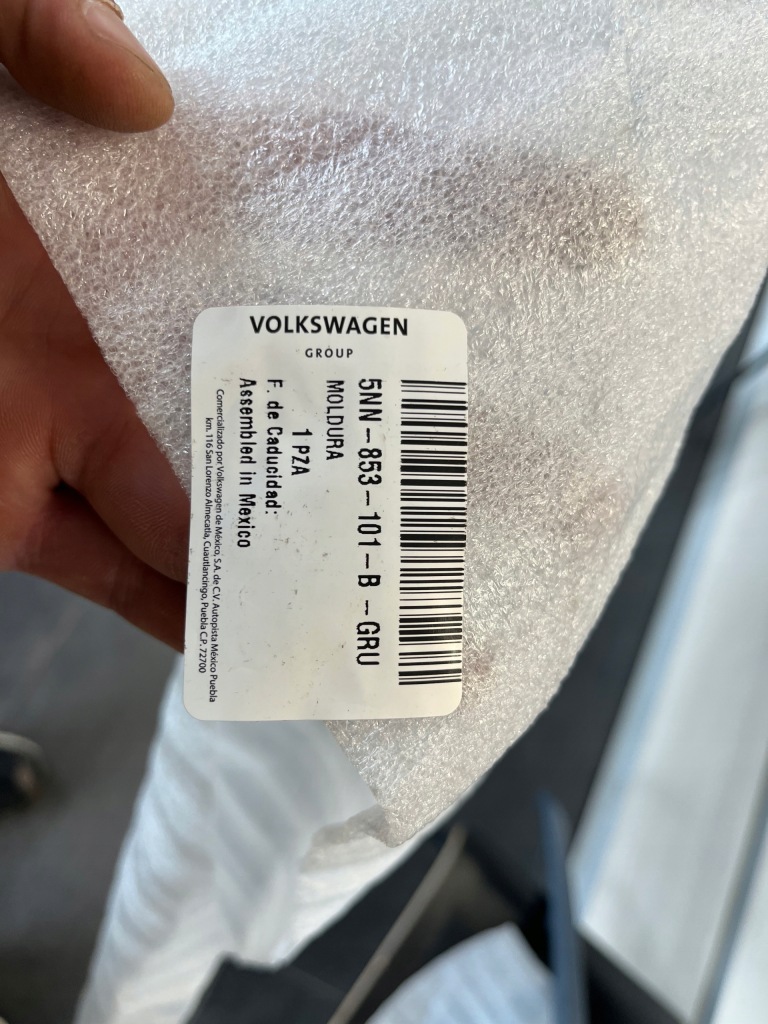 VOLKSWAGEN
GROUP
5NN-853-101-B -GRU
MOLDURA
1 PZA
F. de Caducidad:
Assembled in Mexico
Comercializado por Volkswagen de México, S.A. de C.V. Autopista México Puebla
km. 116 San Lorenzo Almecatla, Cuautlancingo, Puebla C.P. 72700